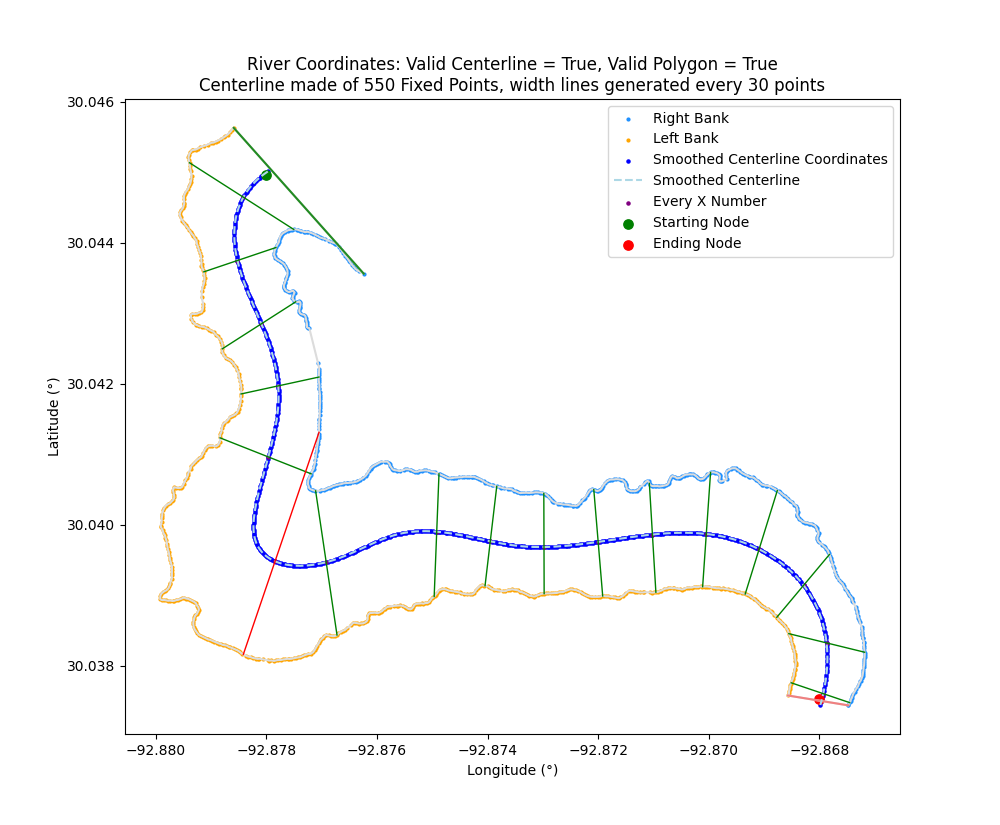 River Coordinates: Valid Centerline = True, Valid Polygon = True
Centerline made of 550 Fixed Points, width lines generated every 30 points
Right Bank
Left Bank
Smoothed Centerline Coordinates
Smoothed Centerline
Every X Number
Starting Node
Ending Node
30.046
30.044
30.042
30.040
30.038
Latitude (°)
−92.880
−92.878
−92.876
−92.874
−92.872
−92.870
−92.868
Longitude (°)